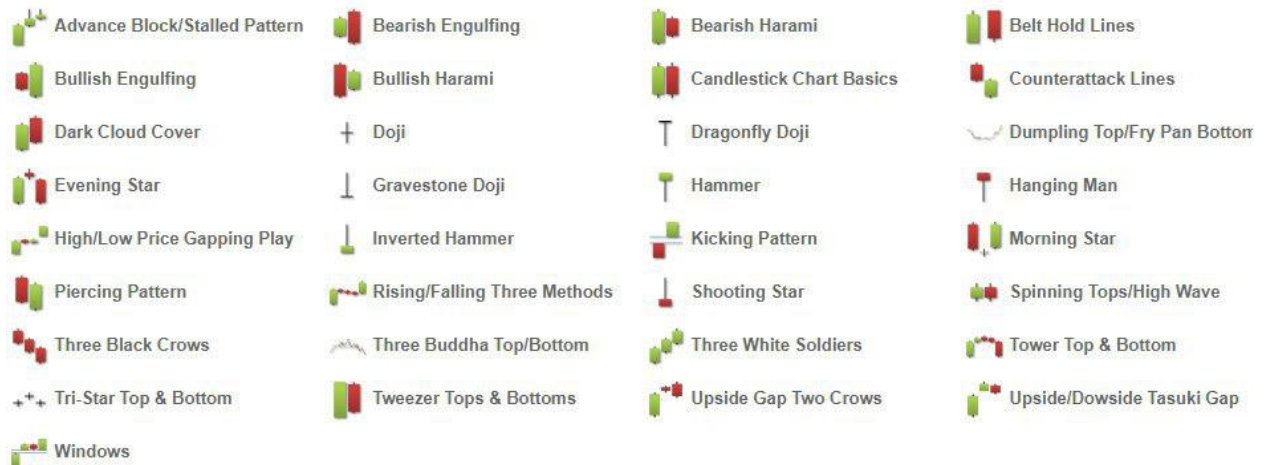 Advance Block/Stalled Pattern
Bearish Engulfing
Bearish Harami
Belt Hold Lines
Bullish Engulfing
Bullish Harami
Candlestick Chart Basics
Counterattack Lines
Dark Cloud Cover
Doji
Dragonfly Doji
Dumpling Top/Fry Pan Bottom
Evening Star
Gravestone Doji
Hammer
Hanging Man
High/Low Price Gapping Play
Inverted Hammer
Kicking Pattern
Morning Star
Piercing Pattern
Rising/Falling Three Methods
Shooting Star
Spinning Tops/High Wave
Three Black Crows
Three Buddha Top/Bottom
Three White Soldiers
Tower Top & Bottom
Tri-Star Top & Bottom
Tweezer Tops & Bottoms
Upside Gap Two Crows
Upside/Dowside Tasuki Gap
Windows